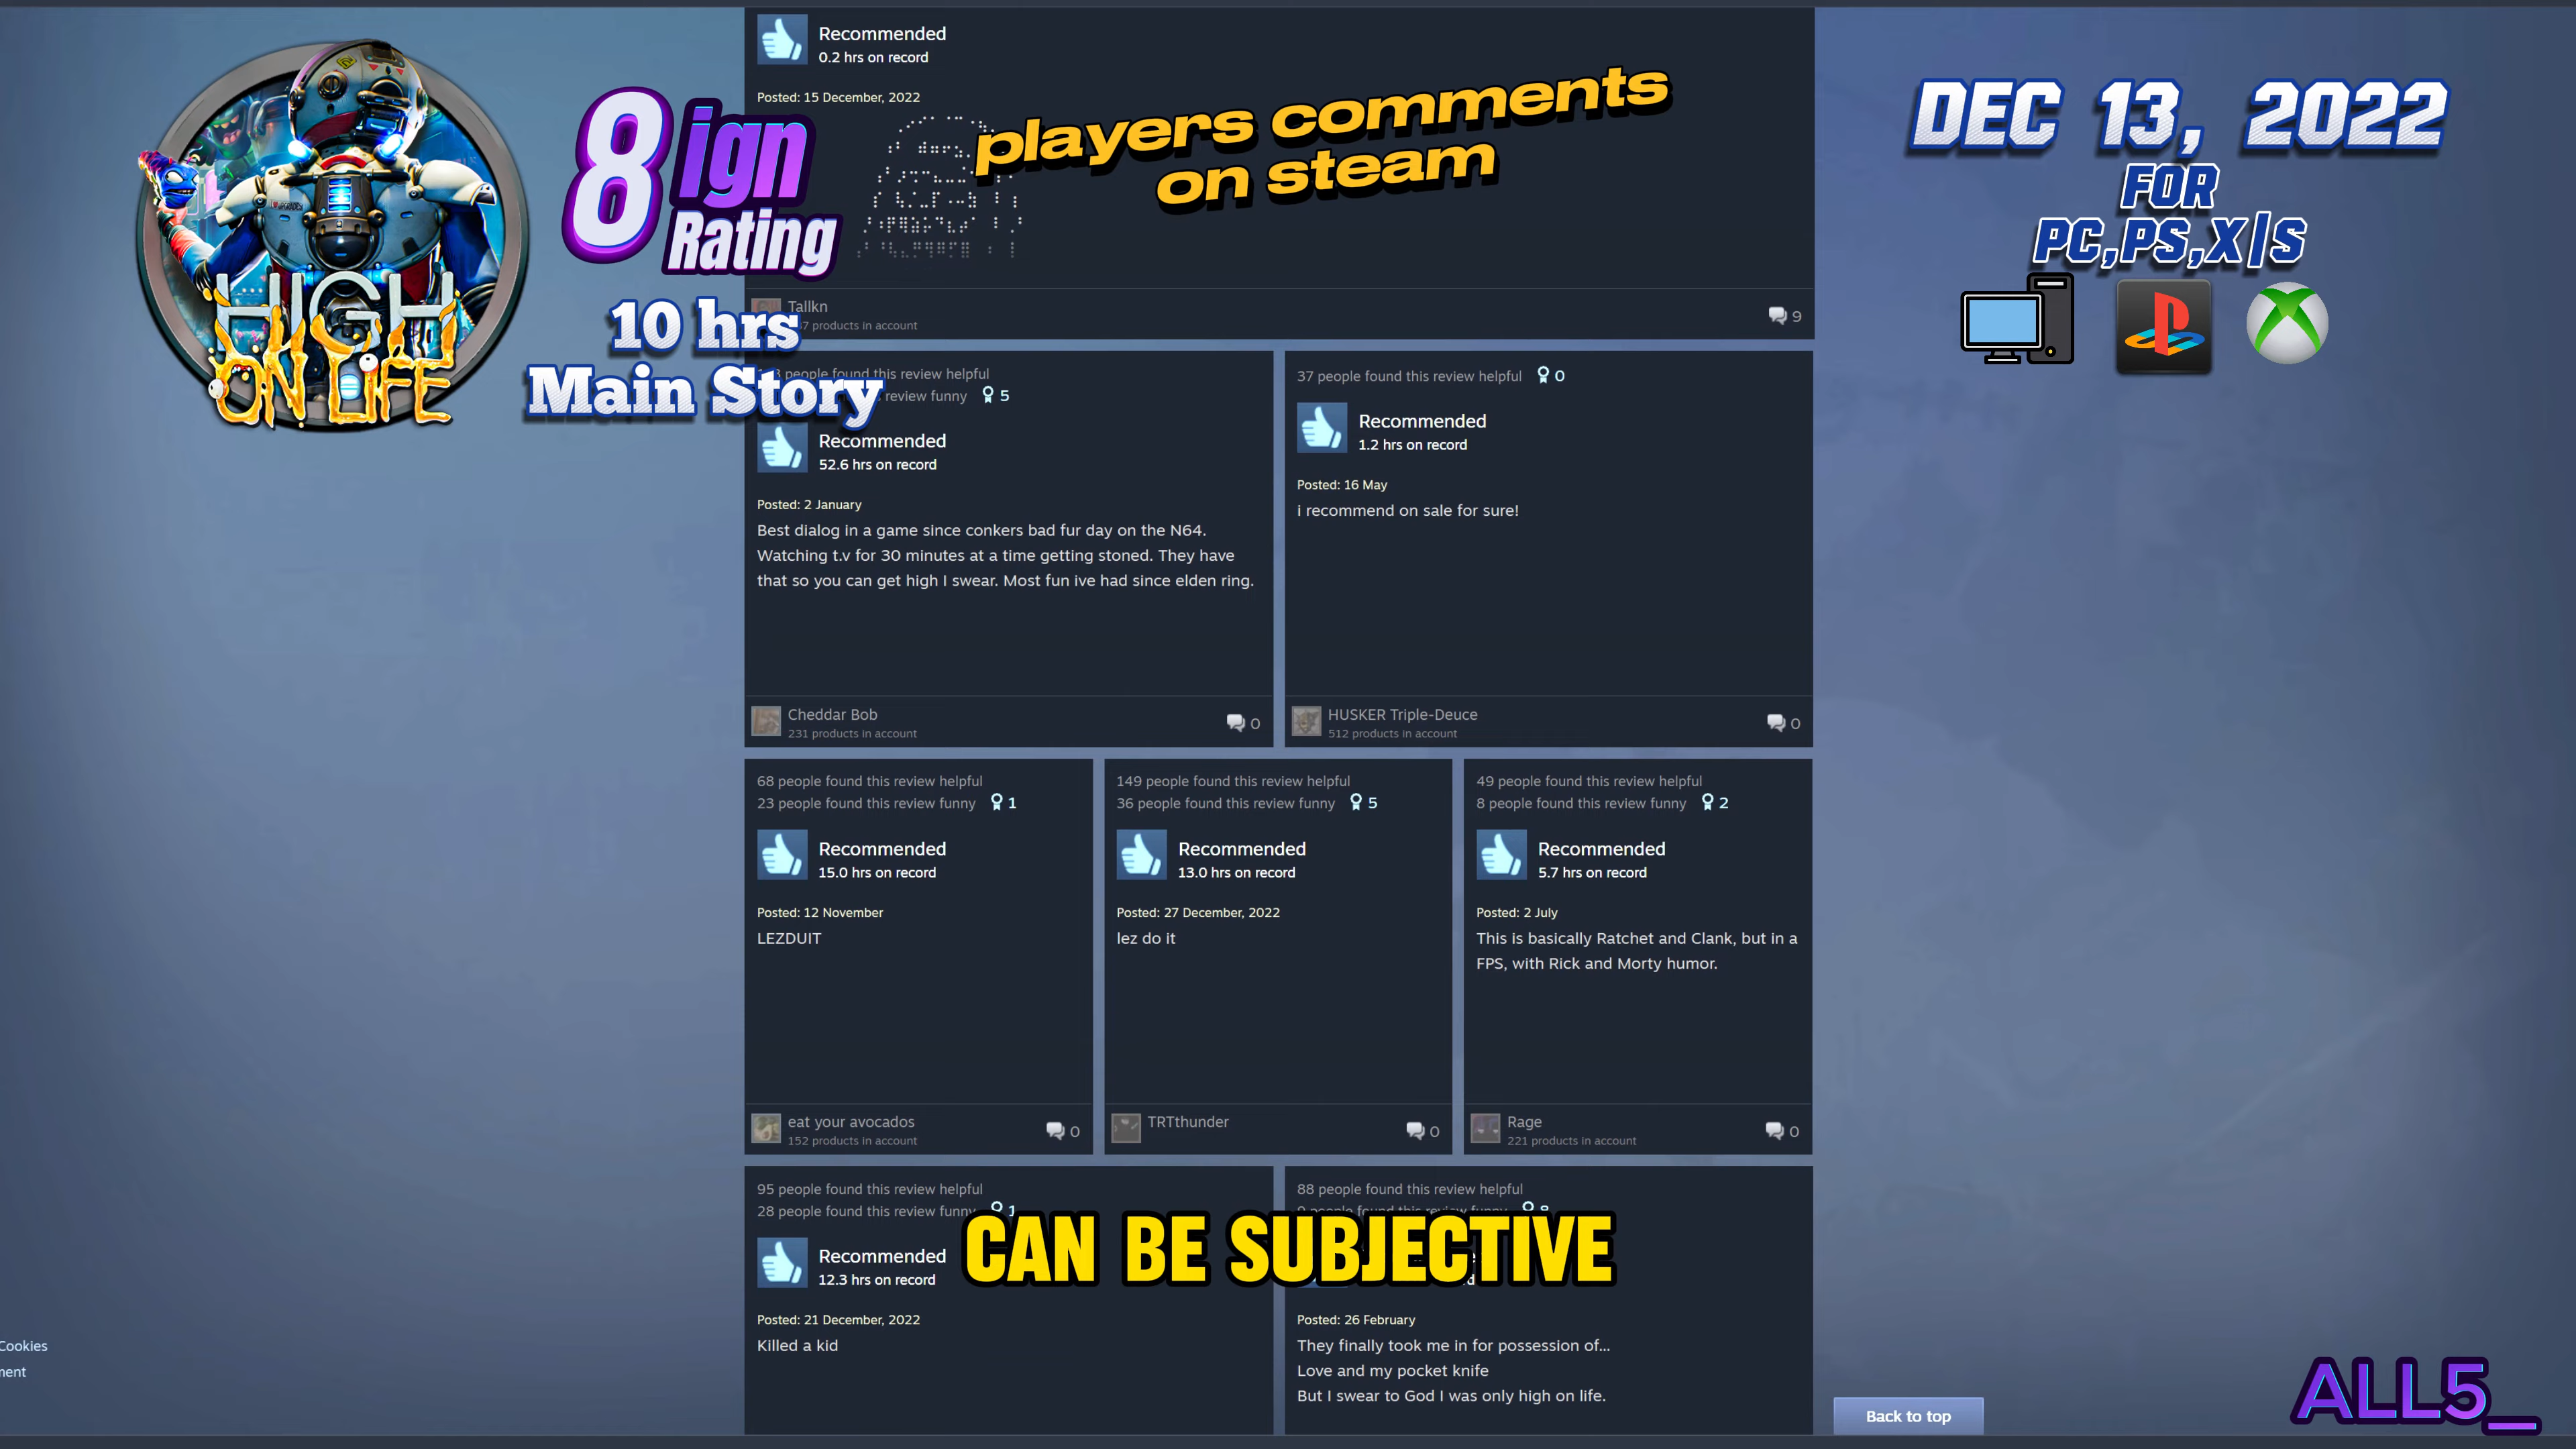 Recommended
0.2 hrs on record
Posted: 15 December, 2022
players comments
on steam
8 ign
Rating
10 hrs
Main Story
HIGH
ON LIFE
DEC 13, 2022
FOR
PC,PS,X|S
Tallkn
products in account
9
people found this review helpful
review funny 5
Recommended
52.6 hrs on record
Posted: 2 January
Best dialog in a game since conkers bad fur day on the N64.
Watching t.v for 30 minutes at a time getting stoned. They have
that so you can get high I swear. Most fun ive had since elden ring.
Cheddar Bob
231 products in account
0
37 people found this review helpful 0
Recommended
1.2 hrs on record
Posted: 16 May
i recommend on sale for sure!
HUSKER Triple-Deuce
512 products in account
0
68 people found this review helpful
23 people found this review funny 1
Recommended
15.0 hrs on record
Posted: 12 November
LEZDUIT
eat your avocados
152 products in account
0
149 people found this review helpful
36 people found this review funny 5
Recommended
13.0 hrs on record
Posted: 27 December, 2022
lez do it
TRTthunder
0
49 people found this review helpful
8 people found this review funny 2
Recommended
5.7 hrs on record
Posted: 2 July
This is basically Ratchet and Clank, but in a
FPS, with Rick and Morty humor.
Rage
221 products in account
0
95 people found this review helpful
28 people found this review funny 1
Recommended
12.3 hrs on record
Posted: 21 December, 2022
Killed a kid
88 people found this review helpful
CAN BE SUBJECTIVE
Posted: 26 February
They finally took me in for possession of...
Love and my pocket knife
But I swear to God I was only high on life.
Cookies
Back to top
ALL5_